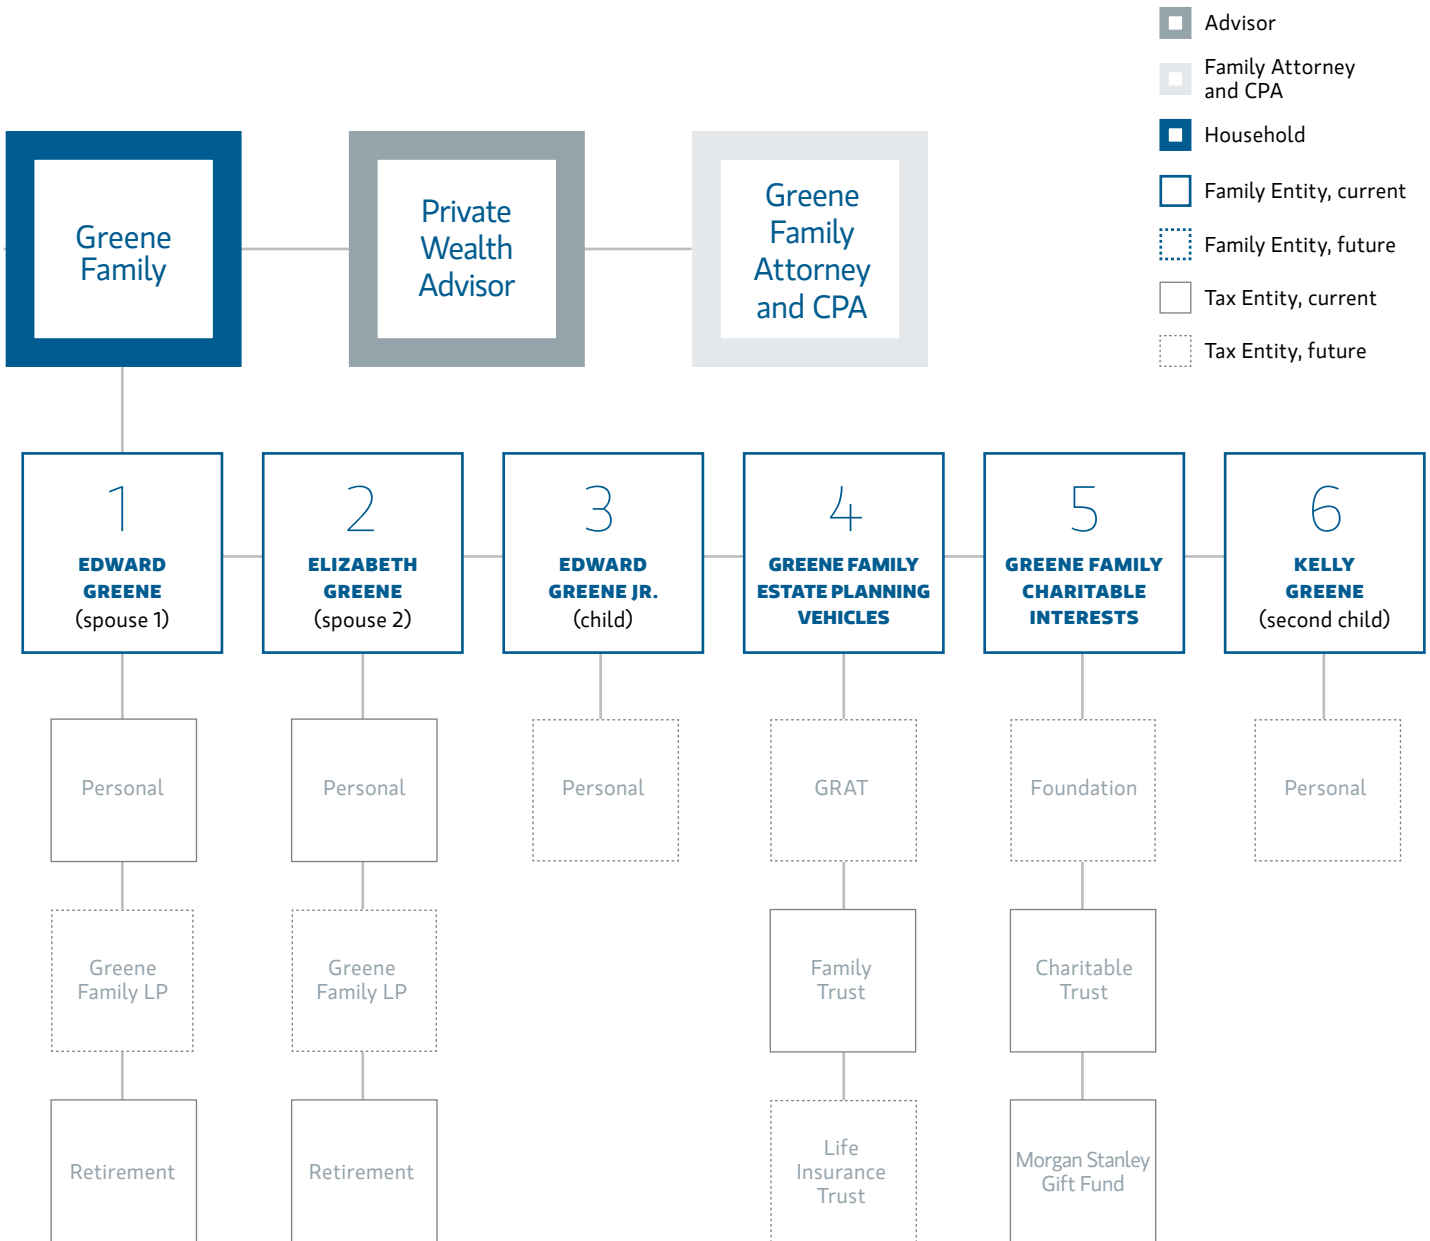 Advisor
Family Attorney
and CPA
Household
Family Entity, current
Family Entity, future
Tax Entity, current
Tax Entity, future
Greene
Family
Private
Wealth
Advisor
Greene
Family
Attorney
and CPA
1
EDWARD
GREENE
(spouse 1)
2
ELIZABETH
GREENE
(spouse 2)
3
EDWARD
GREENE JR.
(child)
4
GREENE FAMILY
ESTATE PLANNING
VEHICLES
5
GREENE FAMILY
CHARITABLE
INTERESTS
6
KELLY
GREENE
(second child)
Personal
Personal
Personal
GRAT
Foundation
Personal
Greene
Family LP
Greene
Family LP
Family
Trust
Charitable
Trust
Retirement
Retirement
Life
Insurance
Trust
Morgan Stanley
Gift Fund